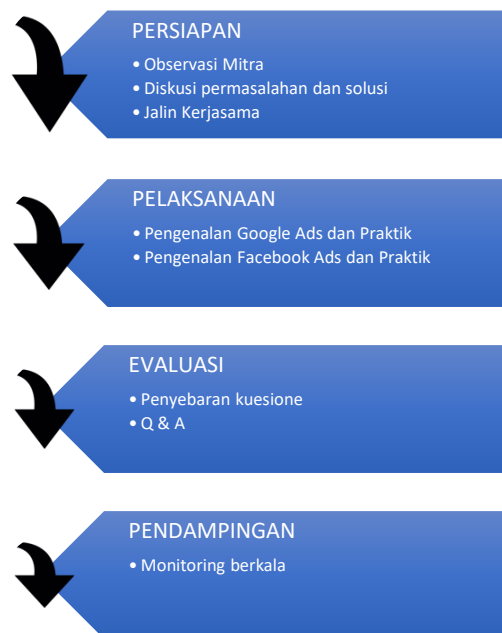 PERSIAPAN
• Observasi Mitra
• Diskusi permasalahan dan solusi
• Jalin Kerjasama
PELAKSANAAN
• Pengenalan Google Ads dan Praktik
• Pengenalan Facebook Ads dan Praktik
EVALUASI
• Penyebaran kuesione
• Q & A
PENDAMPINGAN
• Monitoring berkala